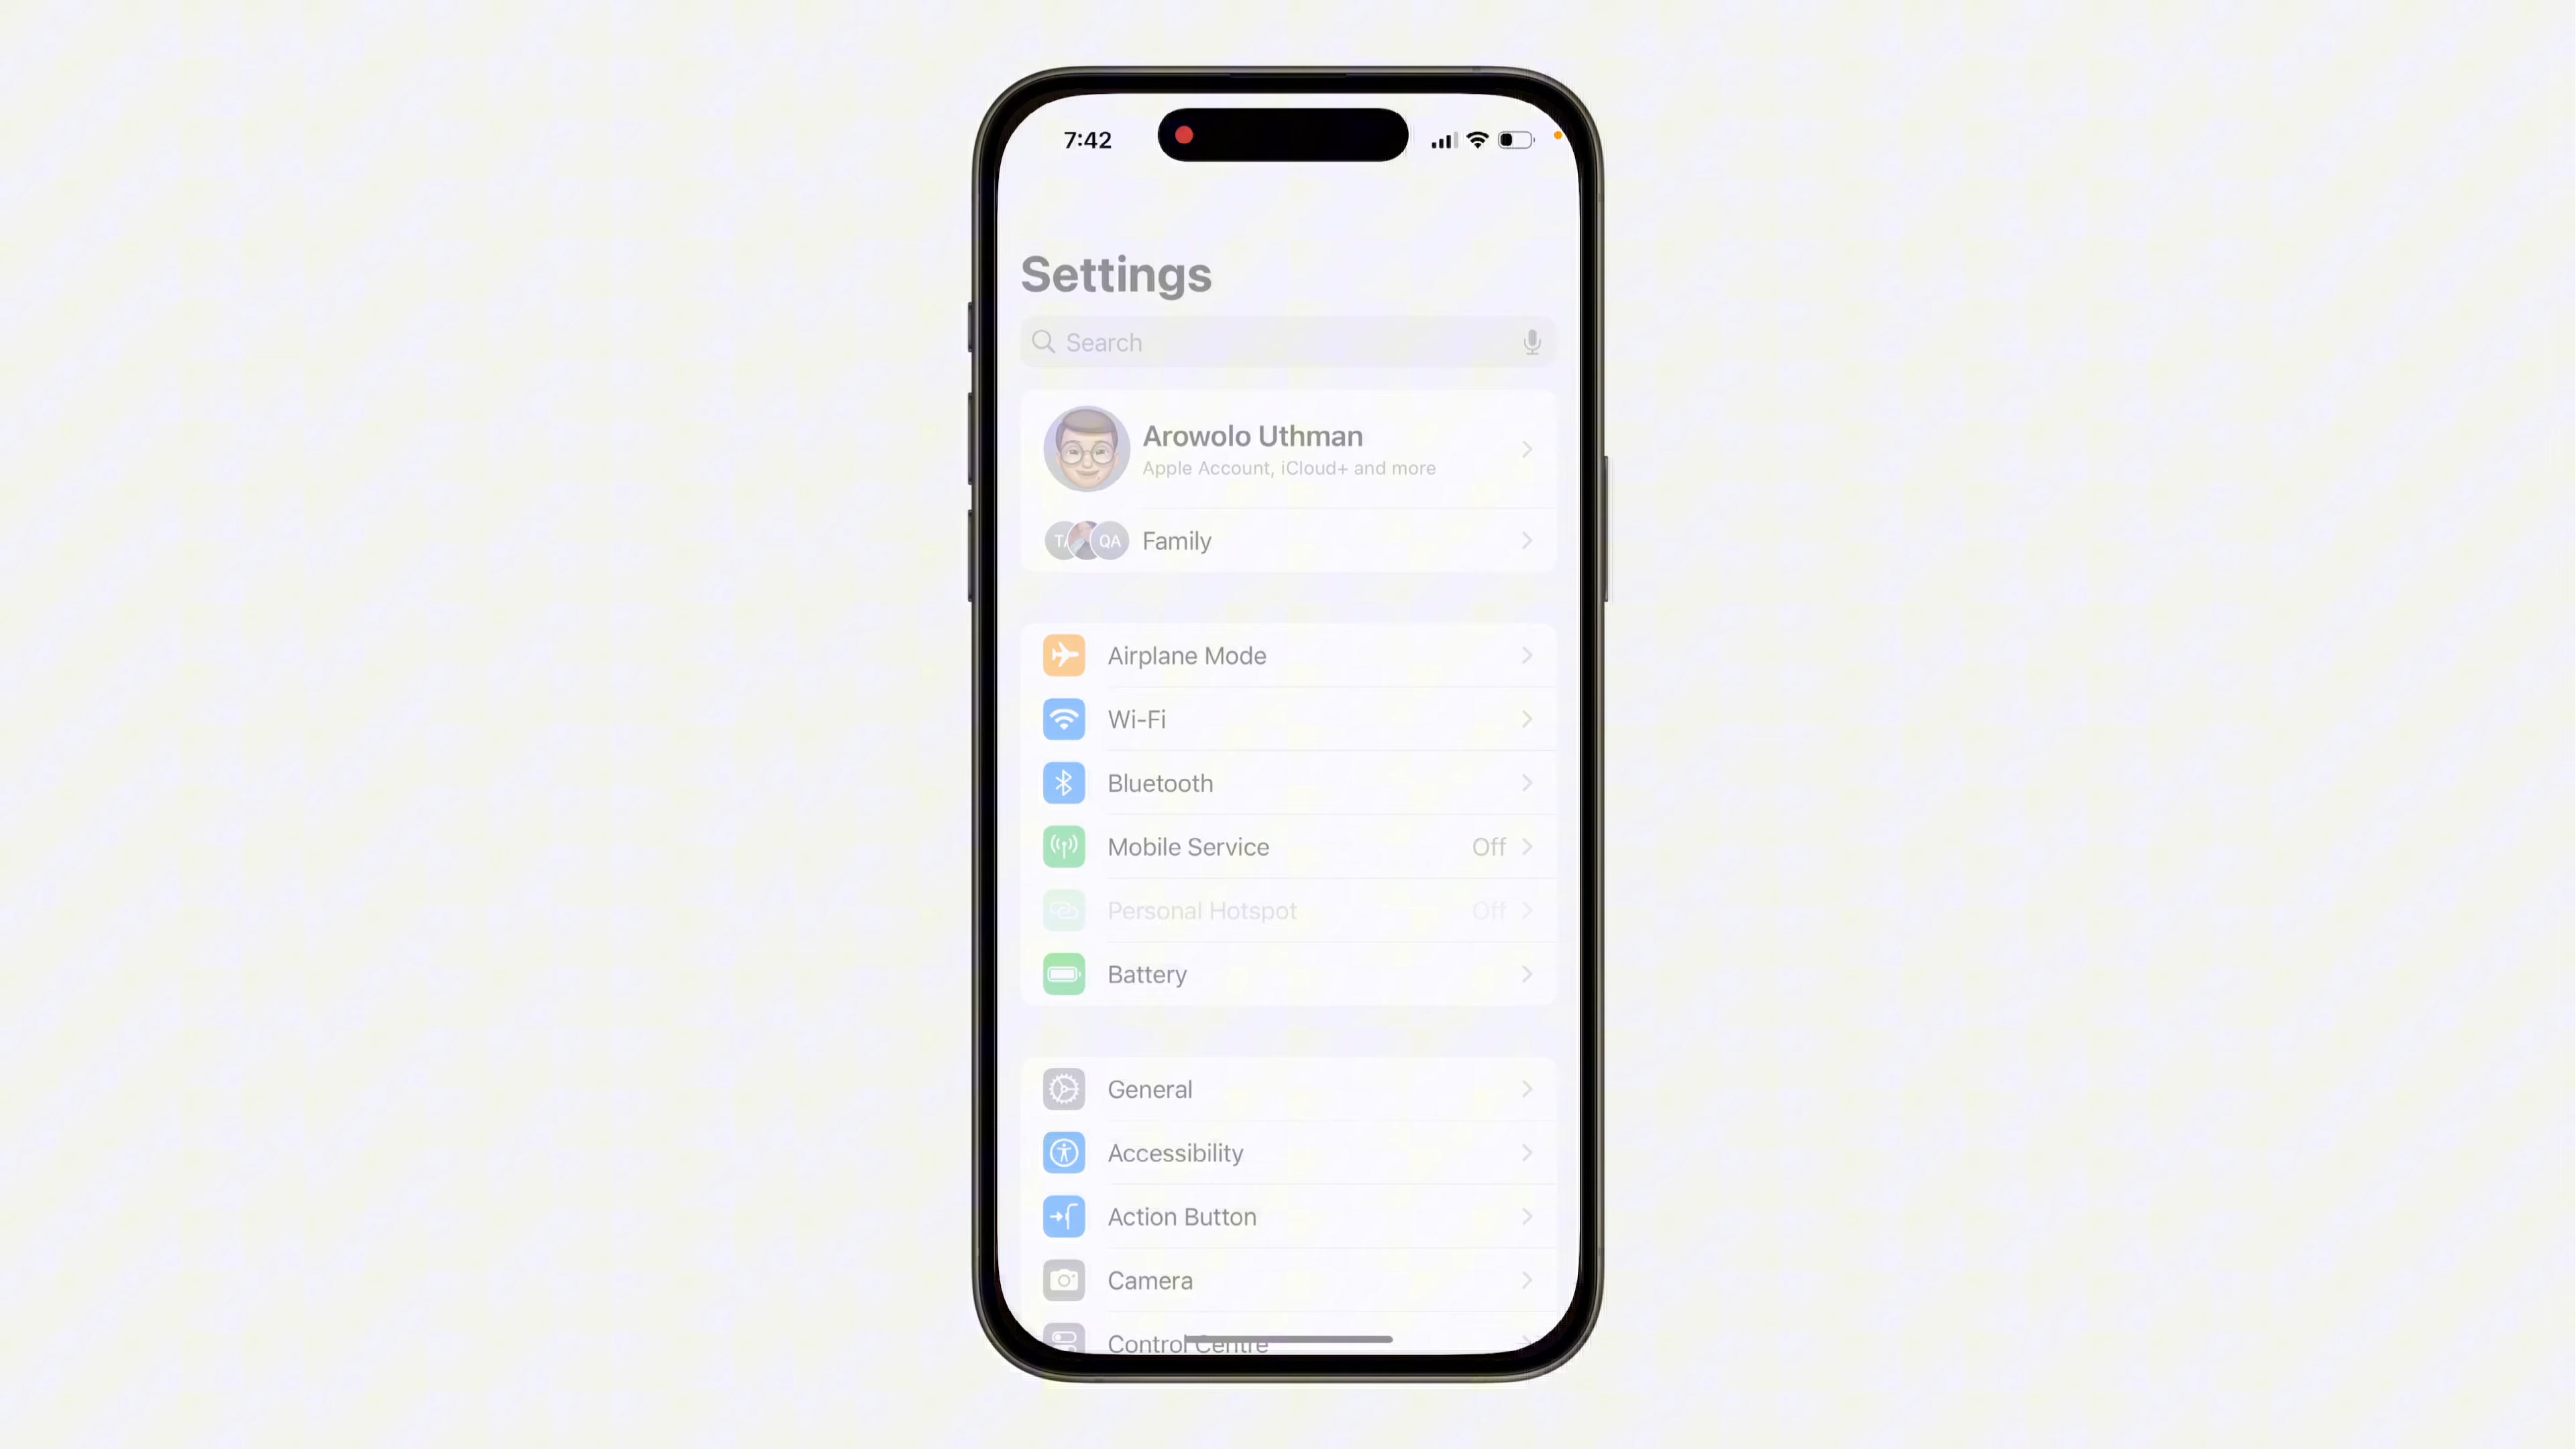 7:42
Settings
Search
Arowolo Uthman
Apple Account, iCloud+ and more
QA
Family
Airplane Mode
Wi-Fi
Bluetooth
Mobile Service Off
Personal Hotspot Off
Battery
General
Accessibility
Action Button
Camera
Control Centre